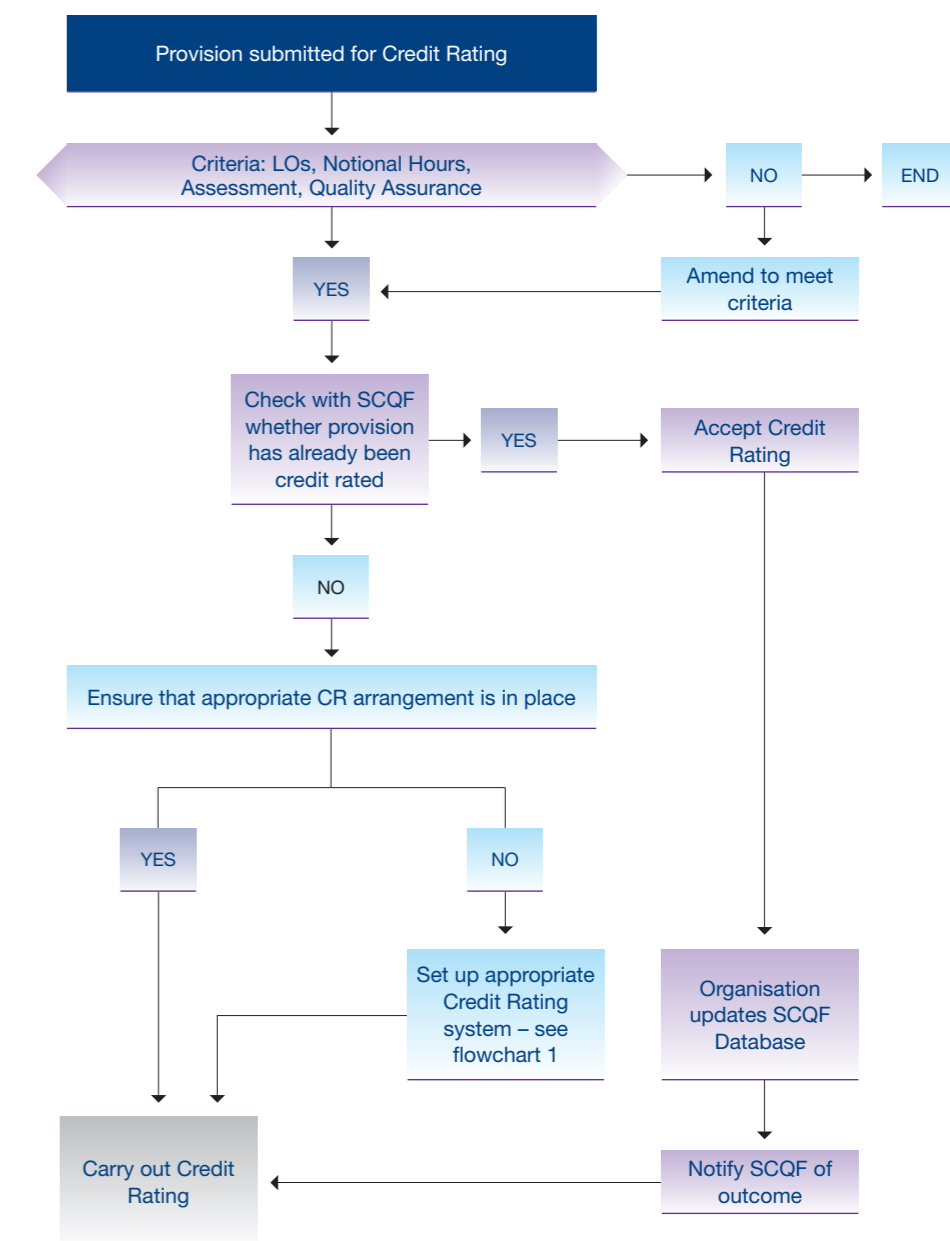 Provision submitted for Credit Rating
Criteria: LOs, Notional Hours,
Assessment, Quality Assurance
NO
END
YES
Amend to meet
criteria
Check with SCQF
whether provision
has already been
credit rated
YES
Accept Credit
Rating
NO
Ensure that appropriate CR arrangement is in place
YES
NO
Set up appropriate
Credit Rating
system – see
flowchart 1
Organisation
updates SCQF
Database
Carry out Credit
Rating
Notify SCQF of
outcome